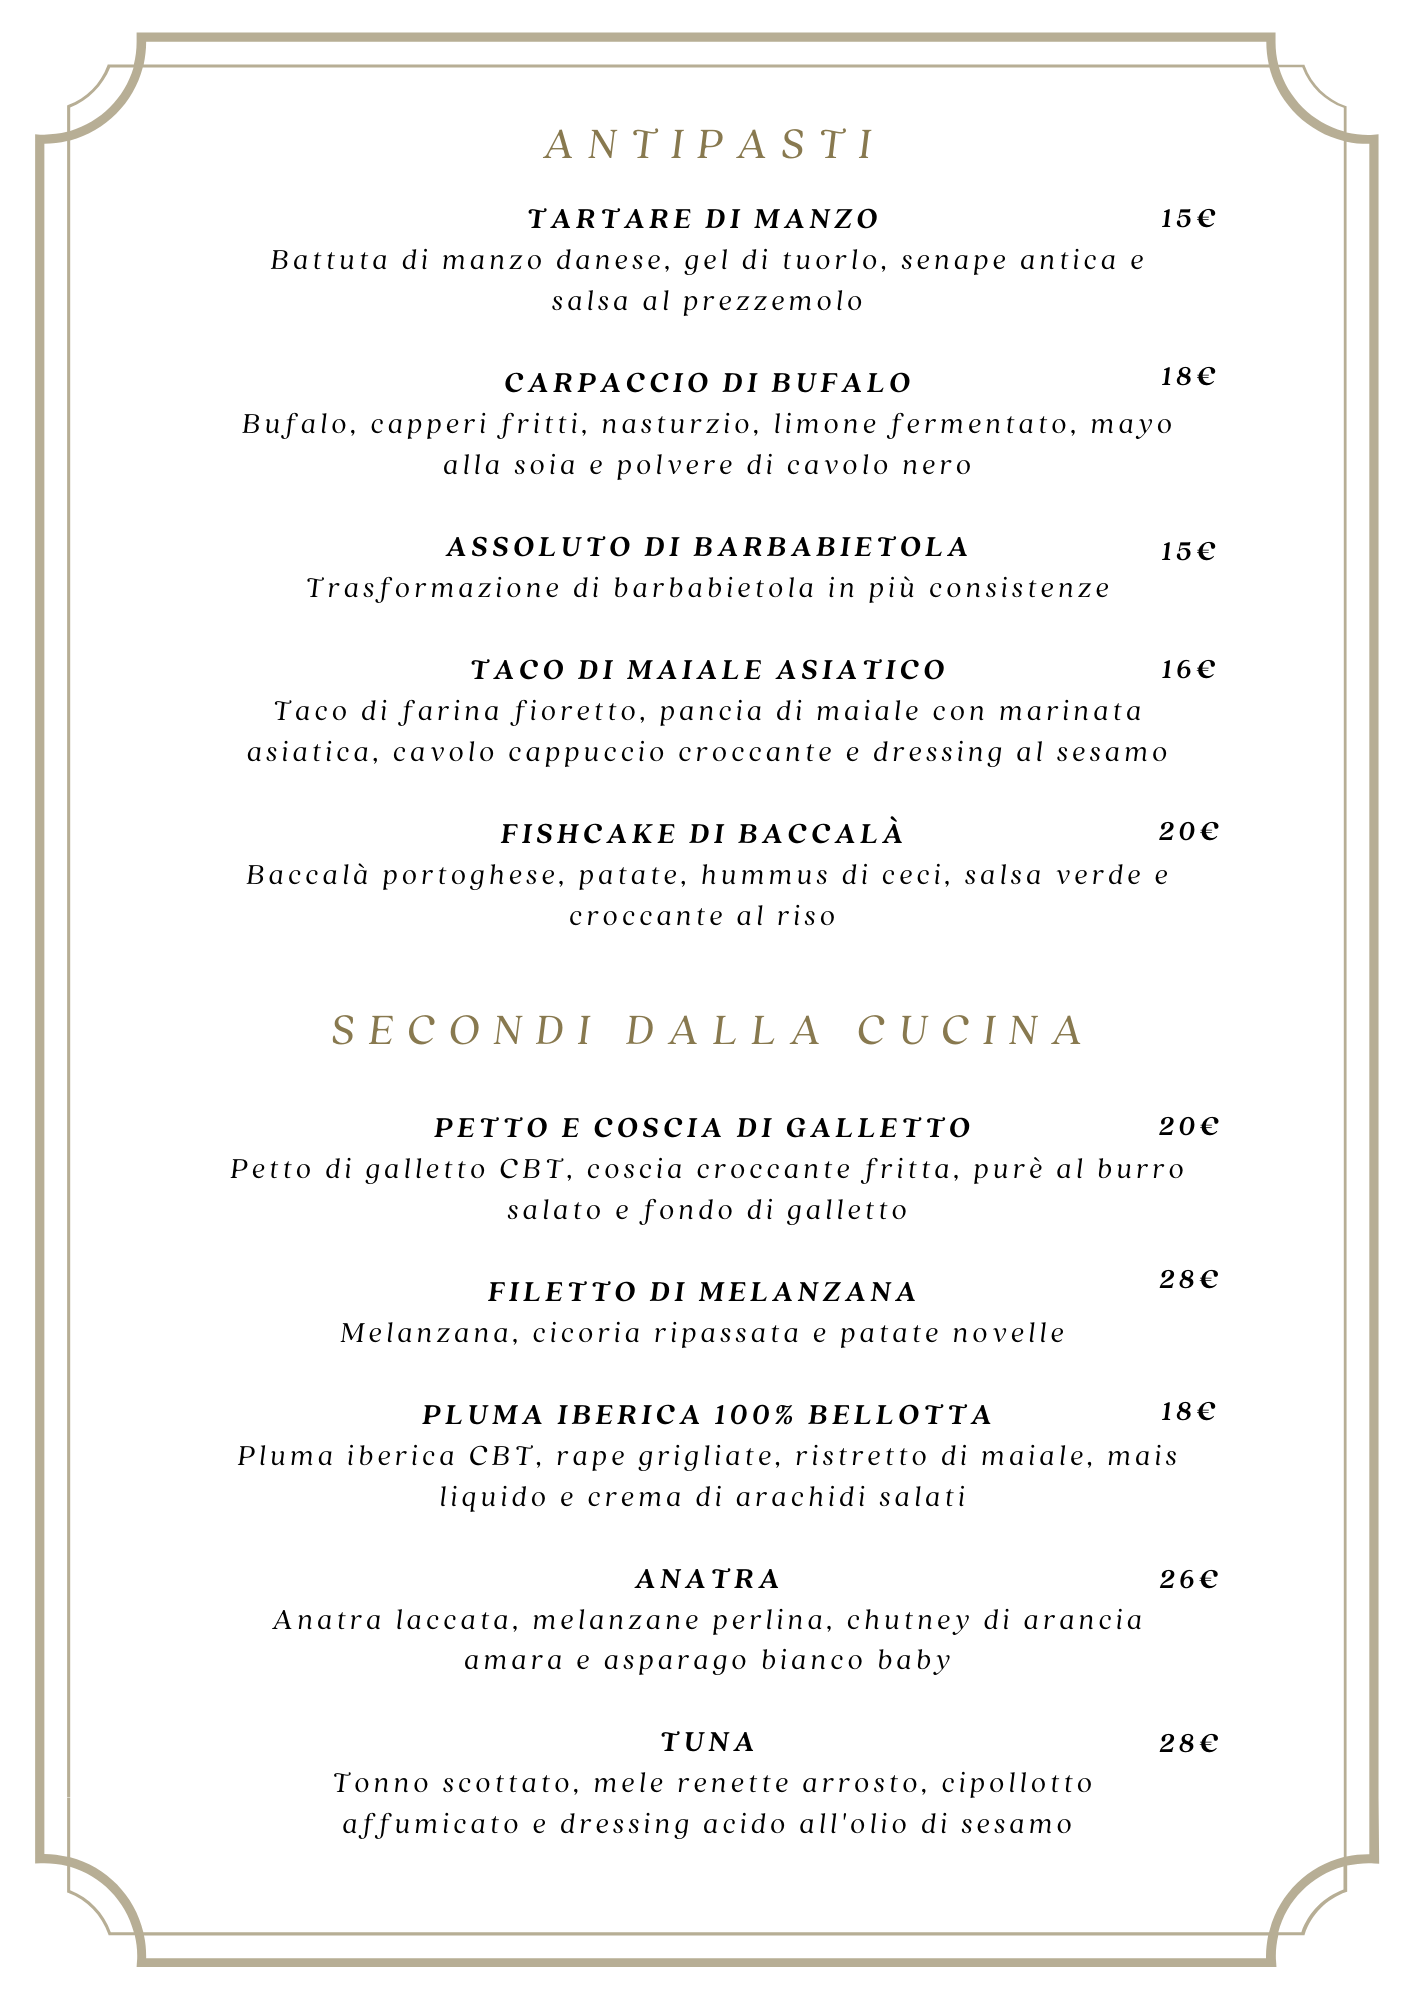 ANTIPASTI
TARTARE DI MANZO 15€
Battuta di manzo danese, gel di tuorlo, senape antica e
salsa al prezzemolo
CARPACCIO DI BUFALO 18€
Bufalo, capperi fritti, nasturzio, limone fermentato, mayo
alla soia e polvere di cavolo nero
ASSOLUTO DI BARBABIETOLA 15€
Trasformazione di barbabietola in più consistenze
TACO DI MAIALE ASIATICO 16€
Taco di farina fioretto, pancia di maiale con marinata
asiatica, cavolo cappuccio croccante e dressing al sesamo
FISHCAKE DI BACCALÀ 20€
Baccalà portoghese, patate, hummus di ceci, salsa verde e
croccante al riso
SECONDI DALLA CUCINA
PETTO E COSCIA DI GALLETTO 20€
Petto di galletto CBT, coscia croccante fritta, purè al burro
salato e fondo di galletto
FILETTO DI MELANZANA 28€
Melanzana, cicoria ripassata e patate novelle
PLUMA IBERICA 100% BELLOTTA 18€
Pluma iberica CBT, rape grigliate, ristretto di maiale, mais
liquido e crema di arachidi salati
ANATRA 26€
Anatra laccata, melanzane perlina, chutney di arancia
amara e asparago bianco baby
TUNA 28€
Tonno scottato, mele renette arrosto, cipollotto
affumicato e dressing acido all'olio di sesamo